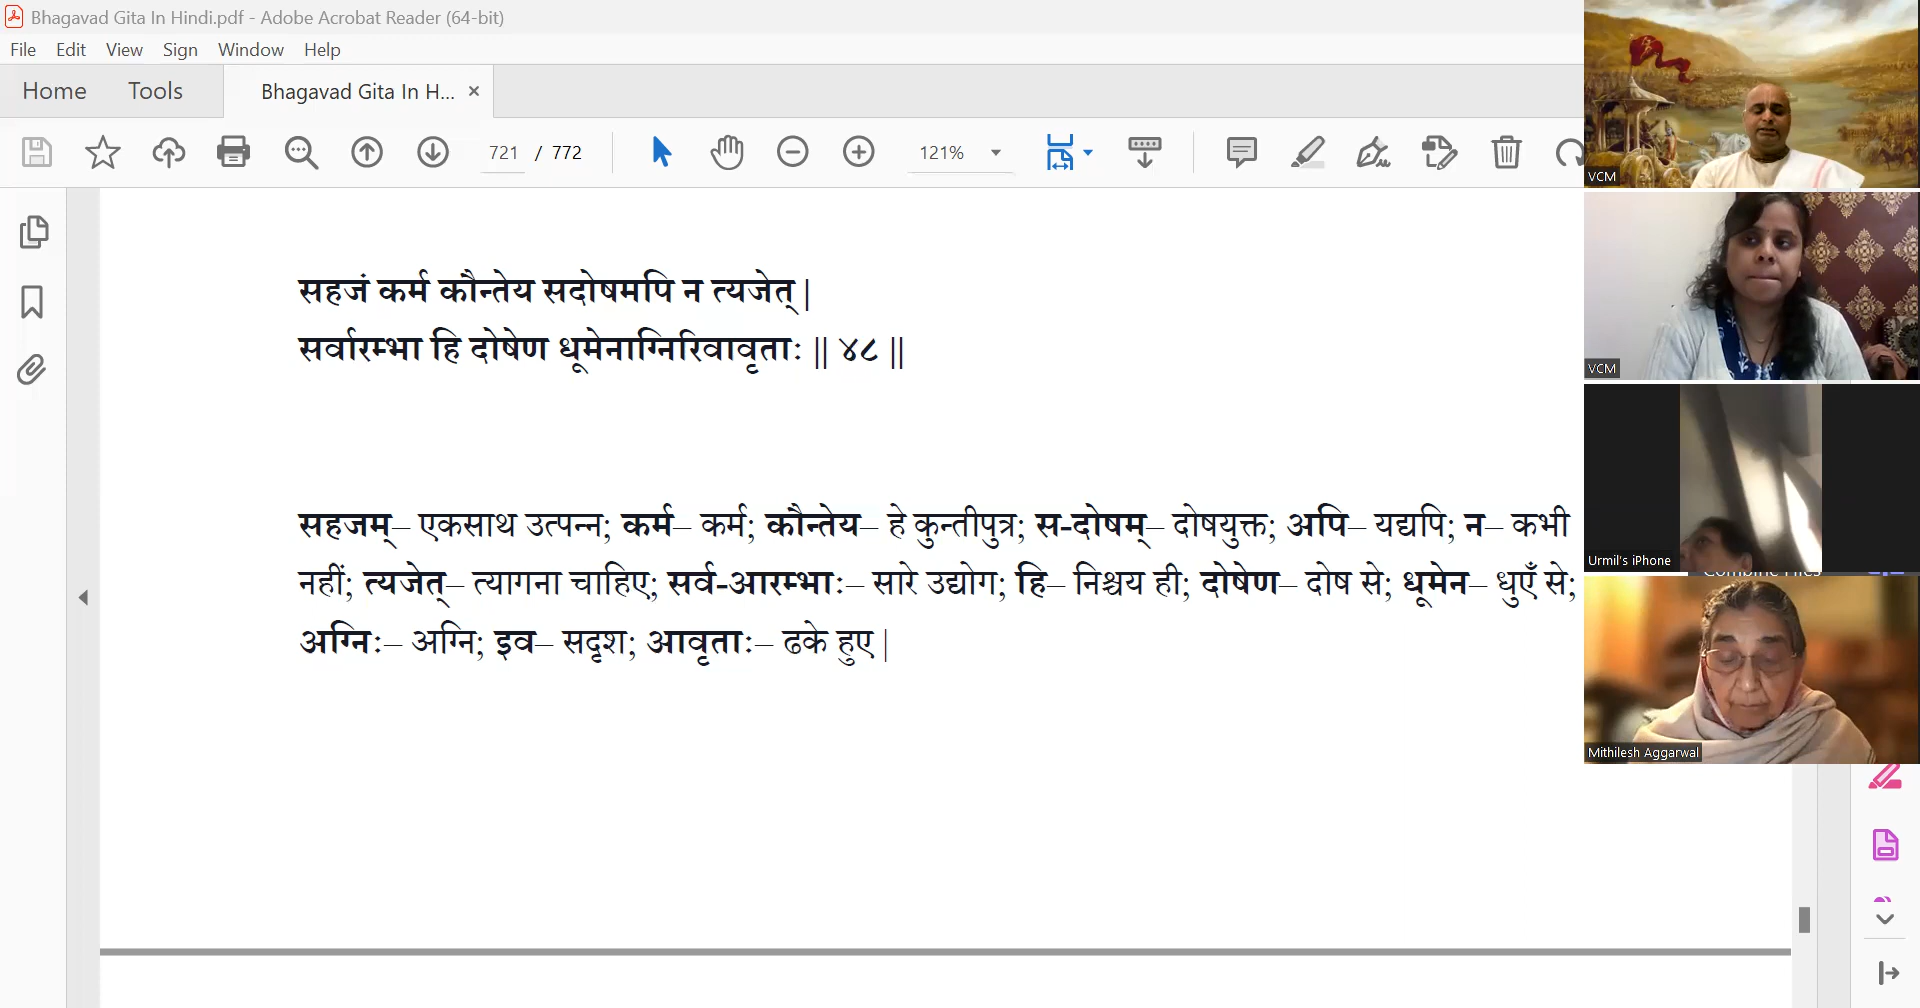 Bhagavad Gita In Hindi.pdf - Adobe Acrobat Reader (64-bit)
File Edit View Sign Window Help
Home Tools Bhagavad Gita In H... ×
721 / 772 121%
सहजं कर्म कौन्तेय सदोषमपि न त्यजेत् |
सर्वारम्भा हि दोषेण धूमेनाग्निरिवावृताः || ४८ ||
सहजम्– एकसाथ उत्पन्न; कर्म– कर्म; कौन्तेय– हे कुन्तीपुत्र; स-दोषम्– दोषयुक्त; अपि– यद्यपि; न– कभी
नहीं; त्यजेत्– त्यागना चाहिए; सर्व-आरम्भाः– सारे उद्योग; हि– निश्चय ही; दोषेण– दोष से; धूमेन– धुएँ से;
अग्निः– अग्नि; इव– सदृश; आवृताः– ढके हुए |
VCM
VCM
Urmil's iPhone
Mithilesh Aggarwal